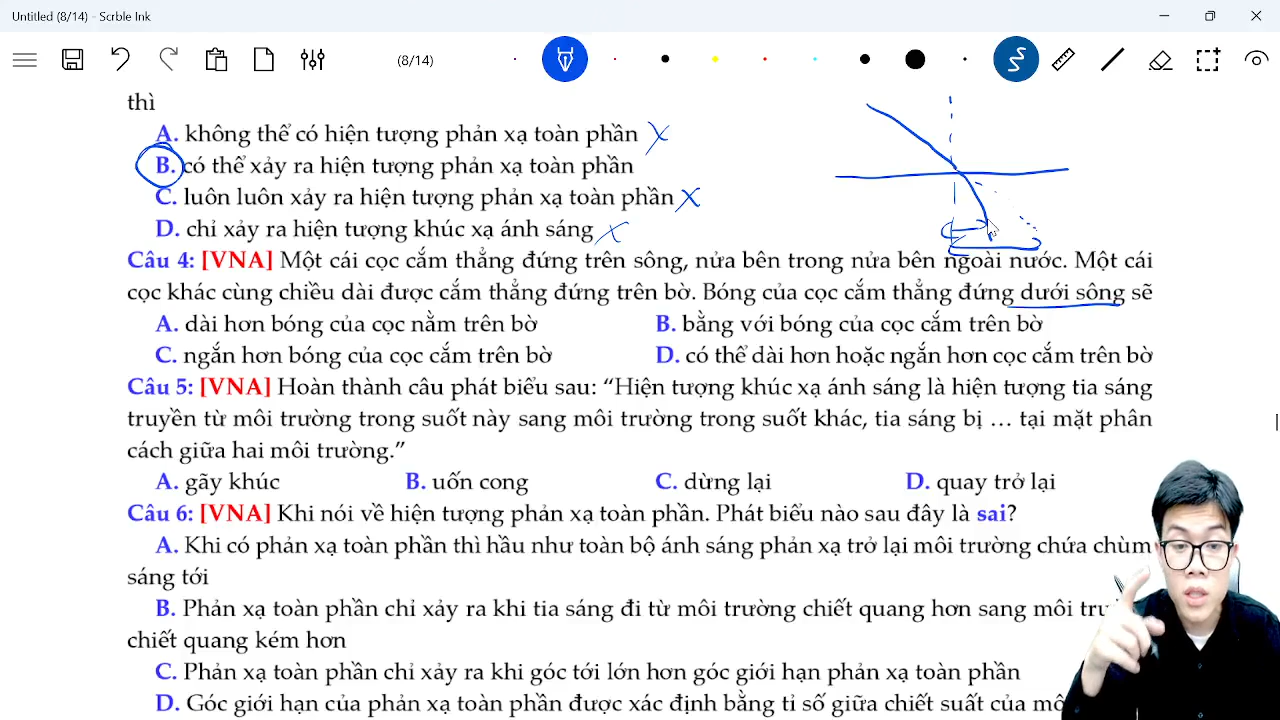 Untitled (8/14) - Scrble Ink
(8/14)
thì
A. không thể có hiện tượng phản xạ toàn phần
B. có thể xảy ra hiện tượng phản xạ toàn phần
C. luôn luôn xảy ra hiện tượng phản xạ toàn phần
D. chỉ xảy ra hiện tượng khúc xạ ánh sáng
Câu 4: [VNA] Một cái cọc cắm thẳng đứng trên sông, nửa bên trong nửa bên ngoài nước. Một cái
cọc khác cùng chiều dài được cắm thẳng đứng trên bờ. Bóng của cọc cắm thẳng đứng dưới sông sẽ
A. dài hơn bóng của cọc nằm trên bờ B. bằng với bóng của cọc cắm trên bờ
C. ngắn hơn bóng của cọc cắm trên bờ D. có thể dài hơn hoặc ngắn hơn cọc cắm trên bờ
Câu 5: [VNA] Hoàn thành câu phát biểu sau: “Hiện tượng khúc xạ ánh sáng là hiện tượng tia sáng
truyền từ môi trường trong suốt này sang môi trường trong suốt khác, tia sáng bị … tại mặt phân
cách giữa hai môi trường.”
A. gãy khúc B. uốn cong C. dừng lại D. quay trở lại
Câu 6: [VNA] Khi nói về hiện tượng phản xạ toàn phần. Phát biểu nào sau đây là sai?
A. Khi có phản xạ toàn phần thì hầu như toàn bộ ánh sáng phản xạ trở lại môi trường chứa chùm
sáng tới
B. Phản xạ toàn phần chỉ xảy ra khi tia sáng đi từ môi trường chiết quang hơn sang môi
chiết quang kém hơn
C. Phản xạ toàn phần chỉ xảy ra khi góc tới lớn hơn góc giới hạn phản xạ toàn phần
D. Góc giới hạn của phản xạ toàn phần được xác định bằng tỉ số giữa chiết suất của